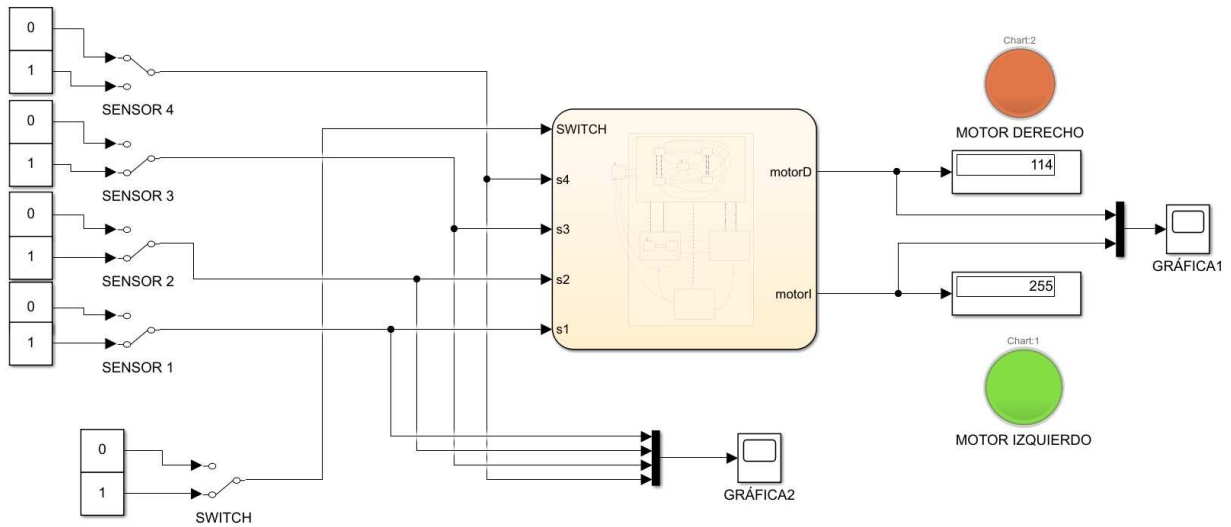 0
1
SENSOR 4
0
1
SENSOR 3
0
1
SENSOR 2
0
1
SENSOR 1
0
1
SWITCH
SWITCH
s4
s3
s2
s1
motorD
motorI
Chart:2
MOTOR DERECHO
114
GRÁFICA1
255
Chart:1
MOTOR IZQUIERDO
GRÁFICA2